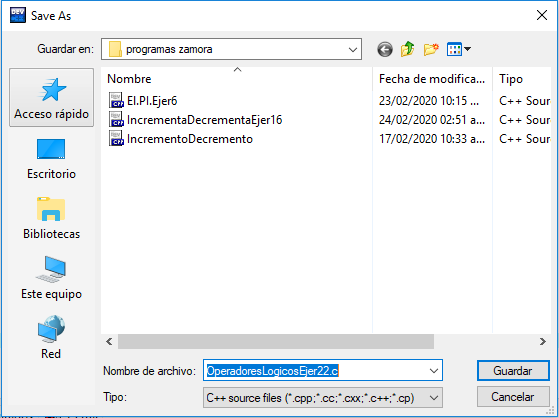 Save As
Guardar en: programas zamora
Nombre Fecha de modifica... Tipo
EI.PI.Ejer6 23/02/2020 10:15 ... C++ Sour
IncrementaDecrementaEjer16 24/02/2020 02:51 a... C++ Sour
IncrementoDecremento 17/02/2020 10:33 a... C++ Sour
Acceso rápido
Escritorio
Bibliotecas
Este equipo
Red
Nombre de archivo: OperadoresLogicosEjer22.c Guardar
Tipo: C++ source files (*.cpp;*.cc;*.cxx;*.c++;*.cp) Cancelar